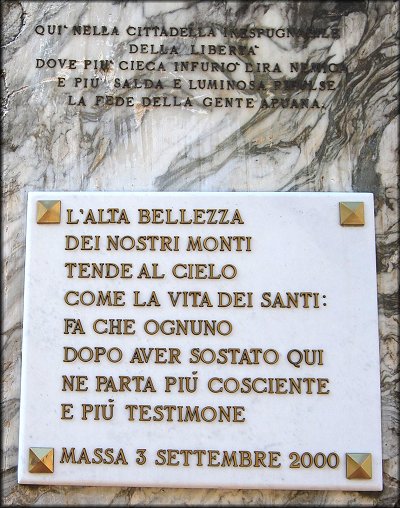 QUI' NELLA CITTADELLA INESPUGNABILE
DELLA LIBERTA'
DOVE PIU' CIECA INFURIO' L'IRA NEMICA
E PIU' SALDA E LUMINOSA RIFULSE
LA FEDE DELLA GENTE APUANA.
L'ALTA BELLEZZA
DEI NOSTRI MONTI
TENDE AL CIELO
COME LA VITA DEI SANTI:
FA CHE OGNUNO
DOPO AVER SOSTATO QUI
NE PARTA PIÚ COSCIENTE
E PIÚ TESTIMONE
MASSA 3 SETTEMBRE 2000